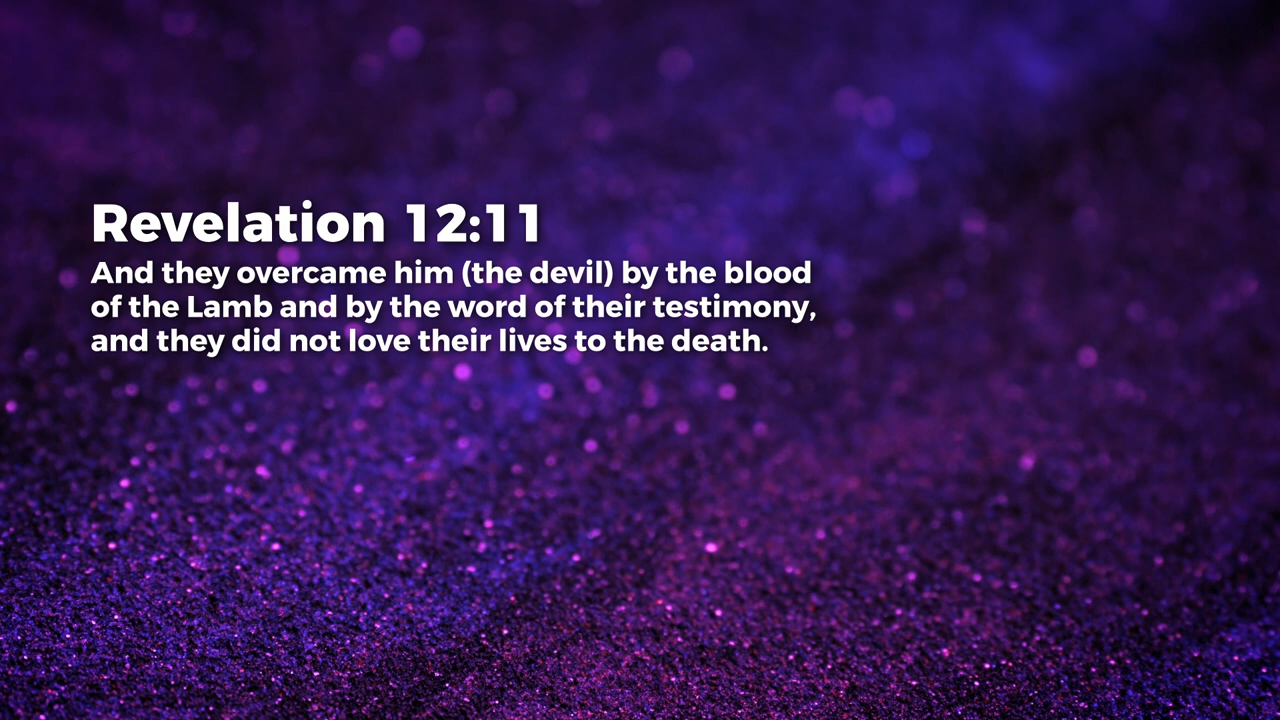 Revelation 12:11
And they overcame him (the devil) by the blood
of the Lamb and by the word of their testimony,
and they did not love their lives to the death.